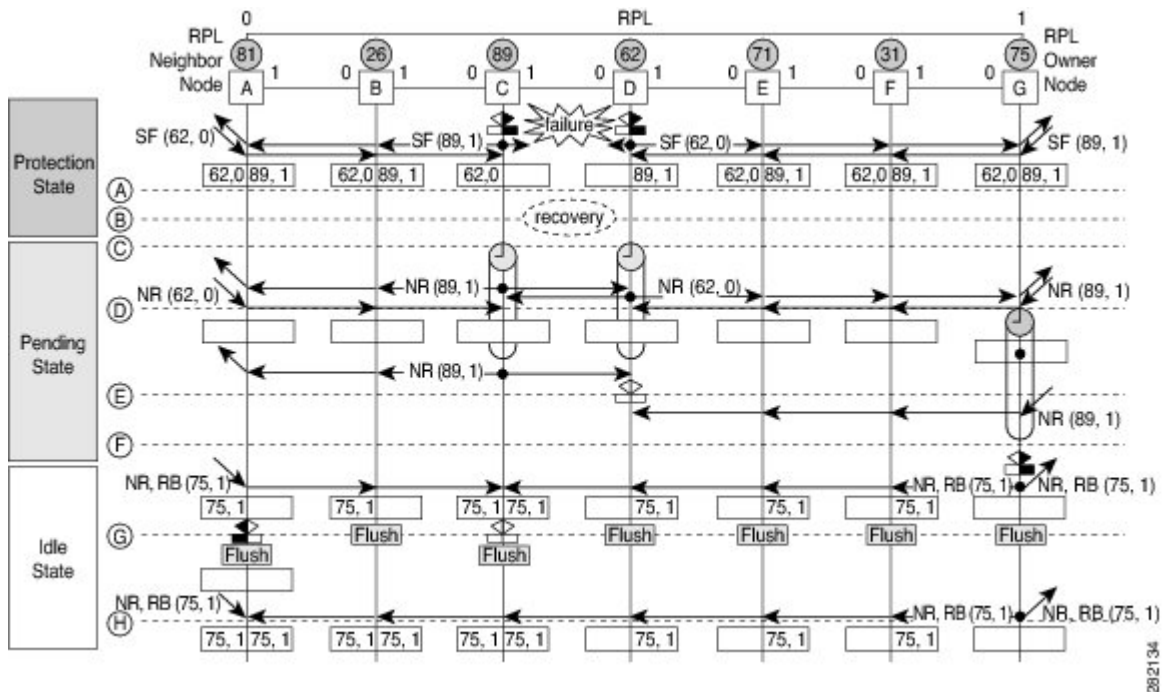 0 RPL 1
RPL Neighbor Node
RPL Owner Node
81 26 89 62 71 31 75
A 1 0 B 1 0 C 1 0 D 1 0 E 1 0 F 1 0 G
Protection State
failure
SF (62, 0) SF (89, 1) SF (62, 0) SF (89, 1)
62,0 89, 1 62,0 89, 1 62,0 89, 1 62,0 89, 1 62,0 89, 1 62,0 89, 1
A
B recovery
C
Pending State
NR (89, 1) NR (62, 0)
NR (62, 0) NR (89, 1)
D
NR (89, 1)
E
NR (89, 1)
F
Idle State
NR, RB (75, 1) NR, RB (75, 1) NR, RB (75, 1)
75, 1 75, 1 75, 1 75, 1 75, 1 75, 1 75, 1
G Flush Flush Flush Flush Flush
Flush Flush
NR, RB (75, 1) NR, RB (75, 1) NR, RB (75, 1)
H
75, 1 75, 1 75, 1 75, 1 75, 1 75, 1 75, 1 75, 1 75, 1
282134